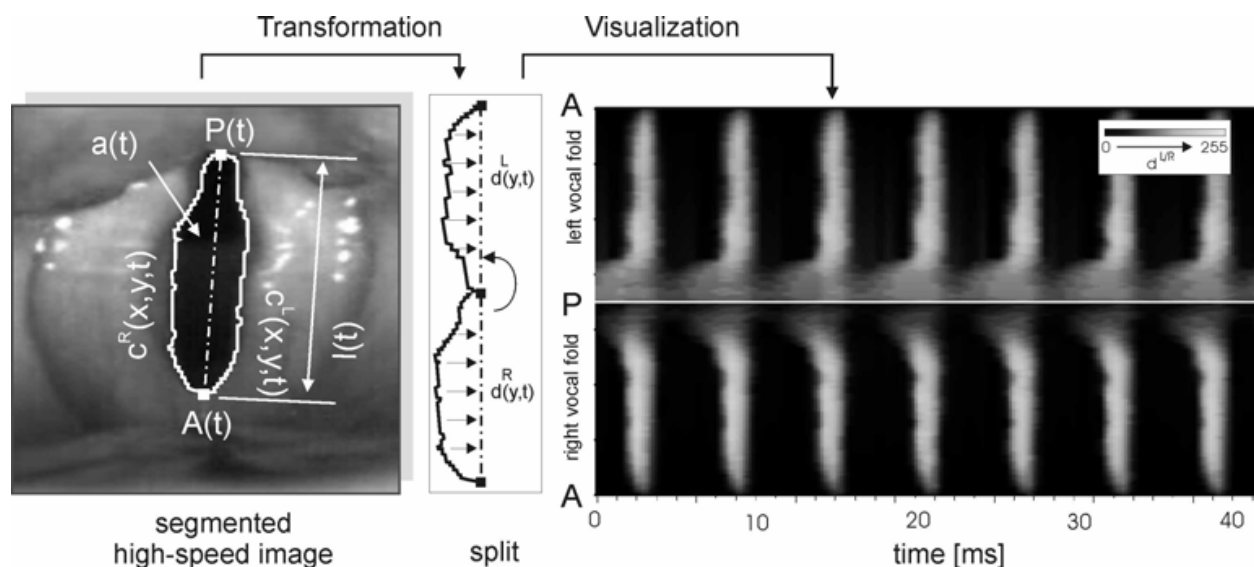 Transformation
Visualization
P(t)
a(t)
c^R(x,y,t)
c^L(x,y,t)
l(t)
A(t)
segmented
high-speed image
L
d(y,t)
R
d(y,t)
split
A
left vocal fold
P
right vocal fold
A
0 255
d^L/R
0 10 20 30 40
time [ms]